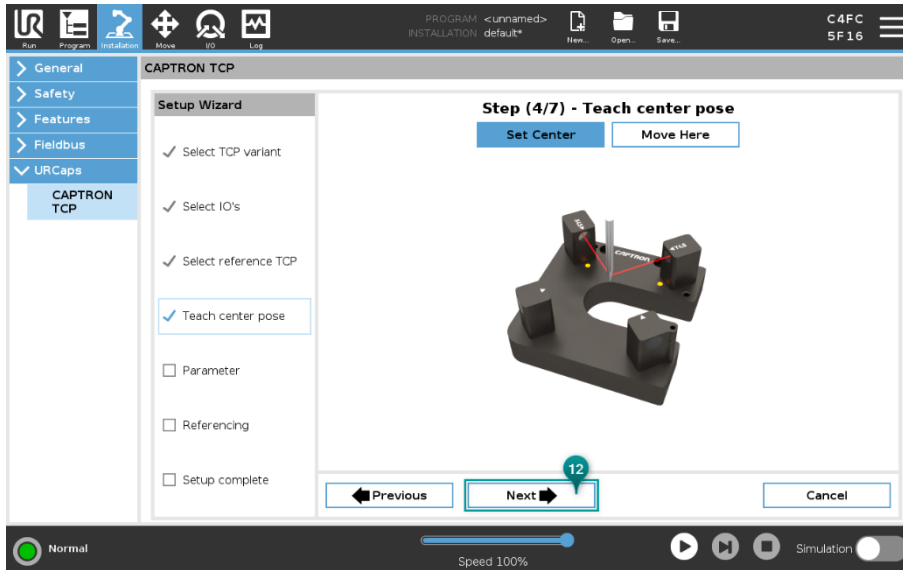 PROGRAM <unnamed>
INSTALLATION default*
C4FC
5F16
Run Program Installation Move I/O Log New... Open... Save...
General
Safety
Features
Fieldbus
URCaps
CAPTRON
TCP
CAPTRON TCP
Setup Wizard
Select TCP variant
Select IO's
Select reference TCP
Teach center pose
Parameter
Referencing
Setup complete
Step (4/7) - Teach center pose
Set Center Move Here
CAPTRON
12
Previous Next Cancel
Normal
Speed 100%
Simulation